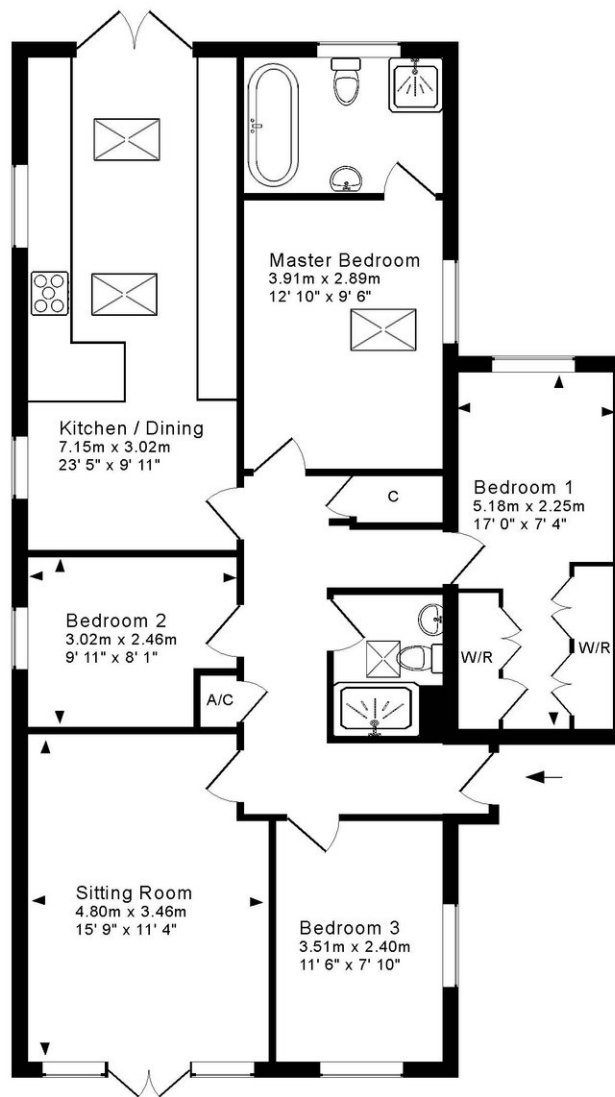 Master Bedroom
3.91m x 2.89m
12' 10" x 9' 6"
Kitchen / Dining
7.15m x 3.02m
23' 5" x 9' 11"
C
Bedroom 1
5.18m x 2.25m
17' 0" x 7' 4"
Bedroom 2
3.02m x 2.46m
9' 11" x 8' 1"
W/R
W/R
A/C
Sitting Room
4.80m x 3.46m
15' 9" x 11' 4"
Bedroom 3
3.51m x 2.40m
11' 6" x 7' 10"